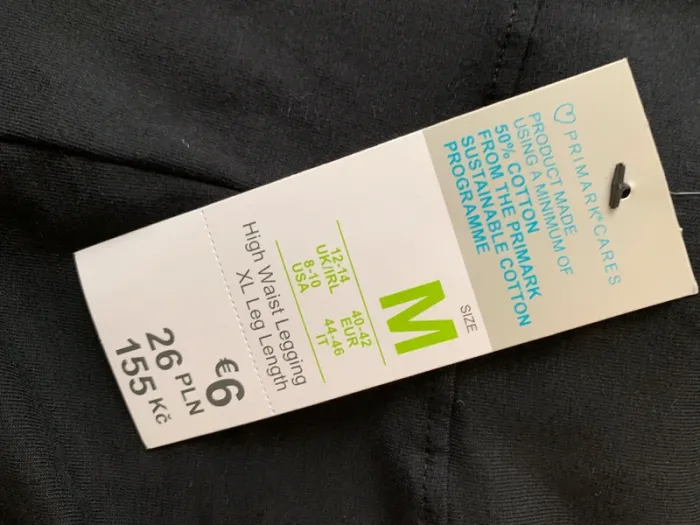 PRIMARK® CARES
PRODUCT MADE
USING A MINIMUM OF
50% COTTON
FROM THE PRIMARK
SUSTAINABLE COTTON
PROGRAMME
SIZE
M
12-14 40-42
UK/IRL EUR
8-10 44-46
USA IT
High Waist Legging
XL Leg Length
€6
26 PLN
155 Kč